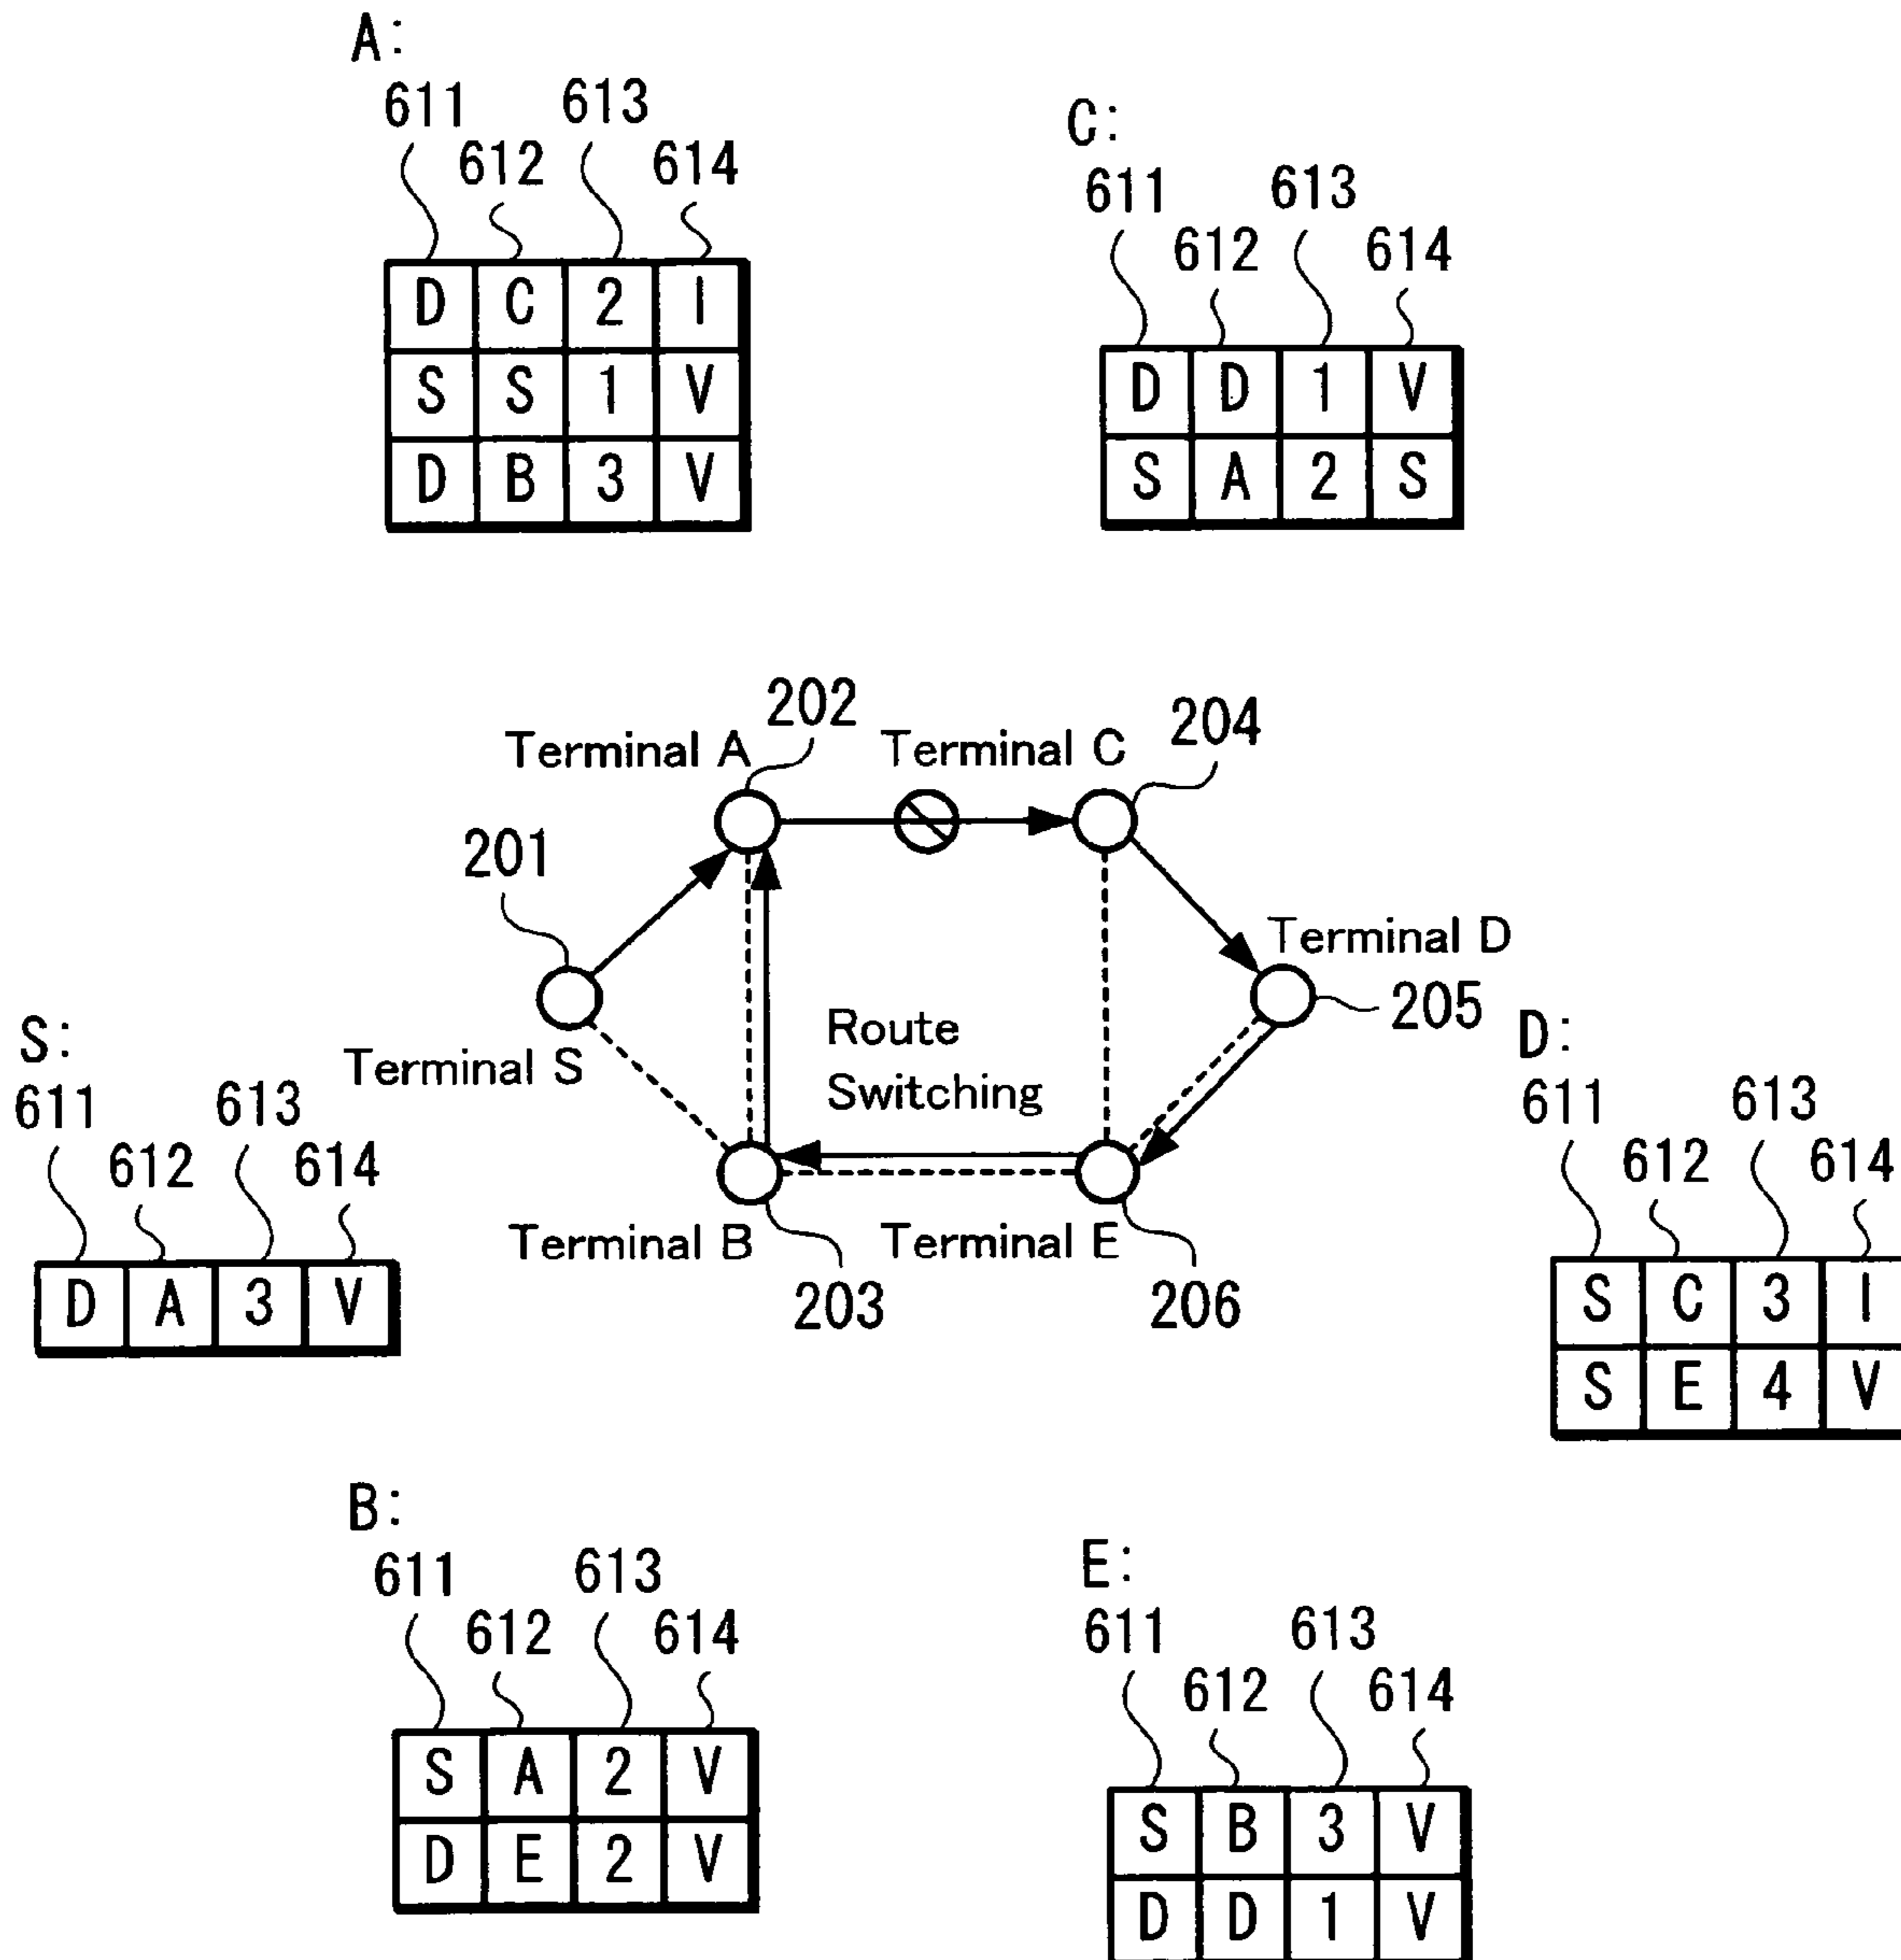 A:
611 613
612 614
D C 2 I
S S 1 V
D B 3 V
C:
611 613
612 614
D D 1 V
S A 2 S
202
Terminal A
Terminal C
204
201
Terminal D
205
Route
Switching
Terminal S
S:
611 613
612 614
D A 3 V
D:
611 613
612 614
S C 3 I
S E 4 V
Terminal B
203
Terminal E
206
B:
611 613
612 614
S A 2 V
D E 2 V
E:
611 613
612 614
S B 3 V
D D 1 V